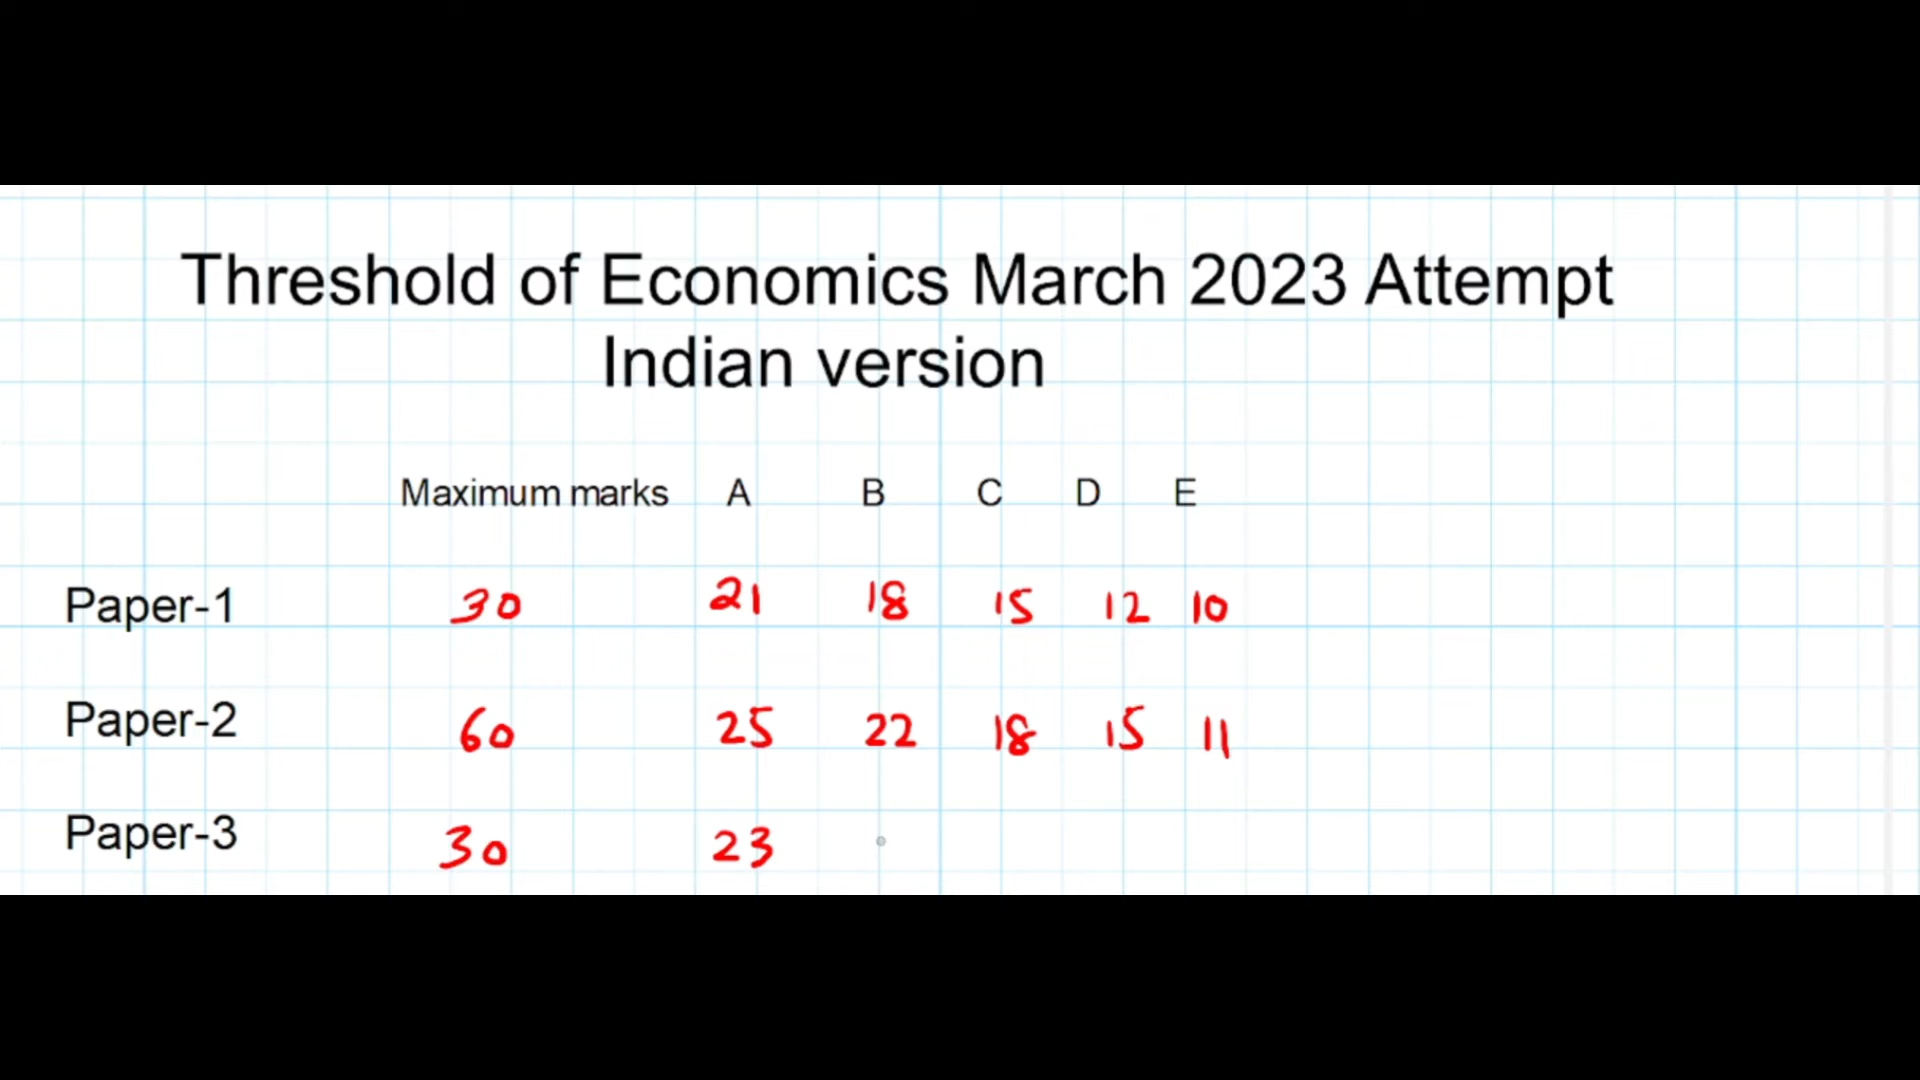 Threshold of Economics March 2023 Attempt
Indian version
Maximum marks A B C D E
Paper-1 30 21 18 15 12 10
Paper-2 60 25 22 18 15 11
Paper-3 30 23